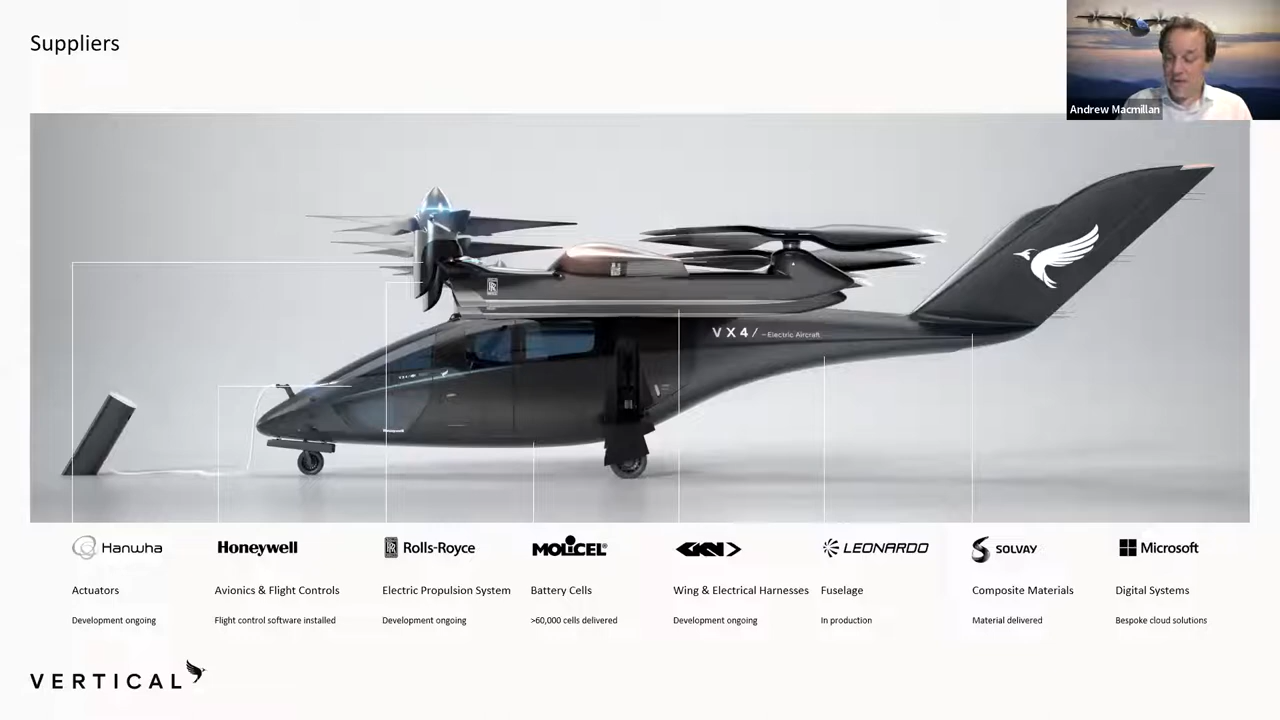 Suppliers
Andrew Macmillan
VX4/ – Electric Aircraft
Honeywell
Hanwha
Honeywell
Rolls-Royce
MOLICEL®
GKN
LEONARDO
SOLVAY
Microsoft
Actuators
Avionics & Flight Controls
Electric Propulsion System
Battery Cells
Wing & Electrical Harnesses
Fuselage
Composite Materials
Digital Systems
Development ongoing
Flight control software installed
Development ongoing
>60,000 cells delivered
Development ongoing
In production
Material delivered
Bespoke cloud solutions
VERTICAL